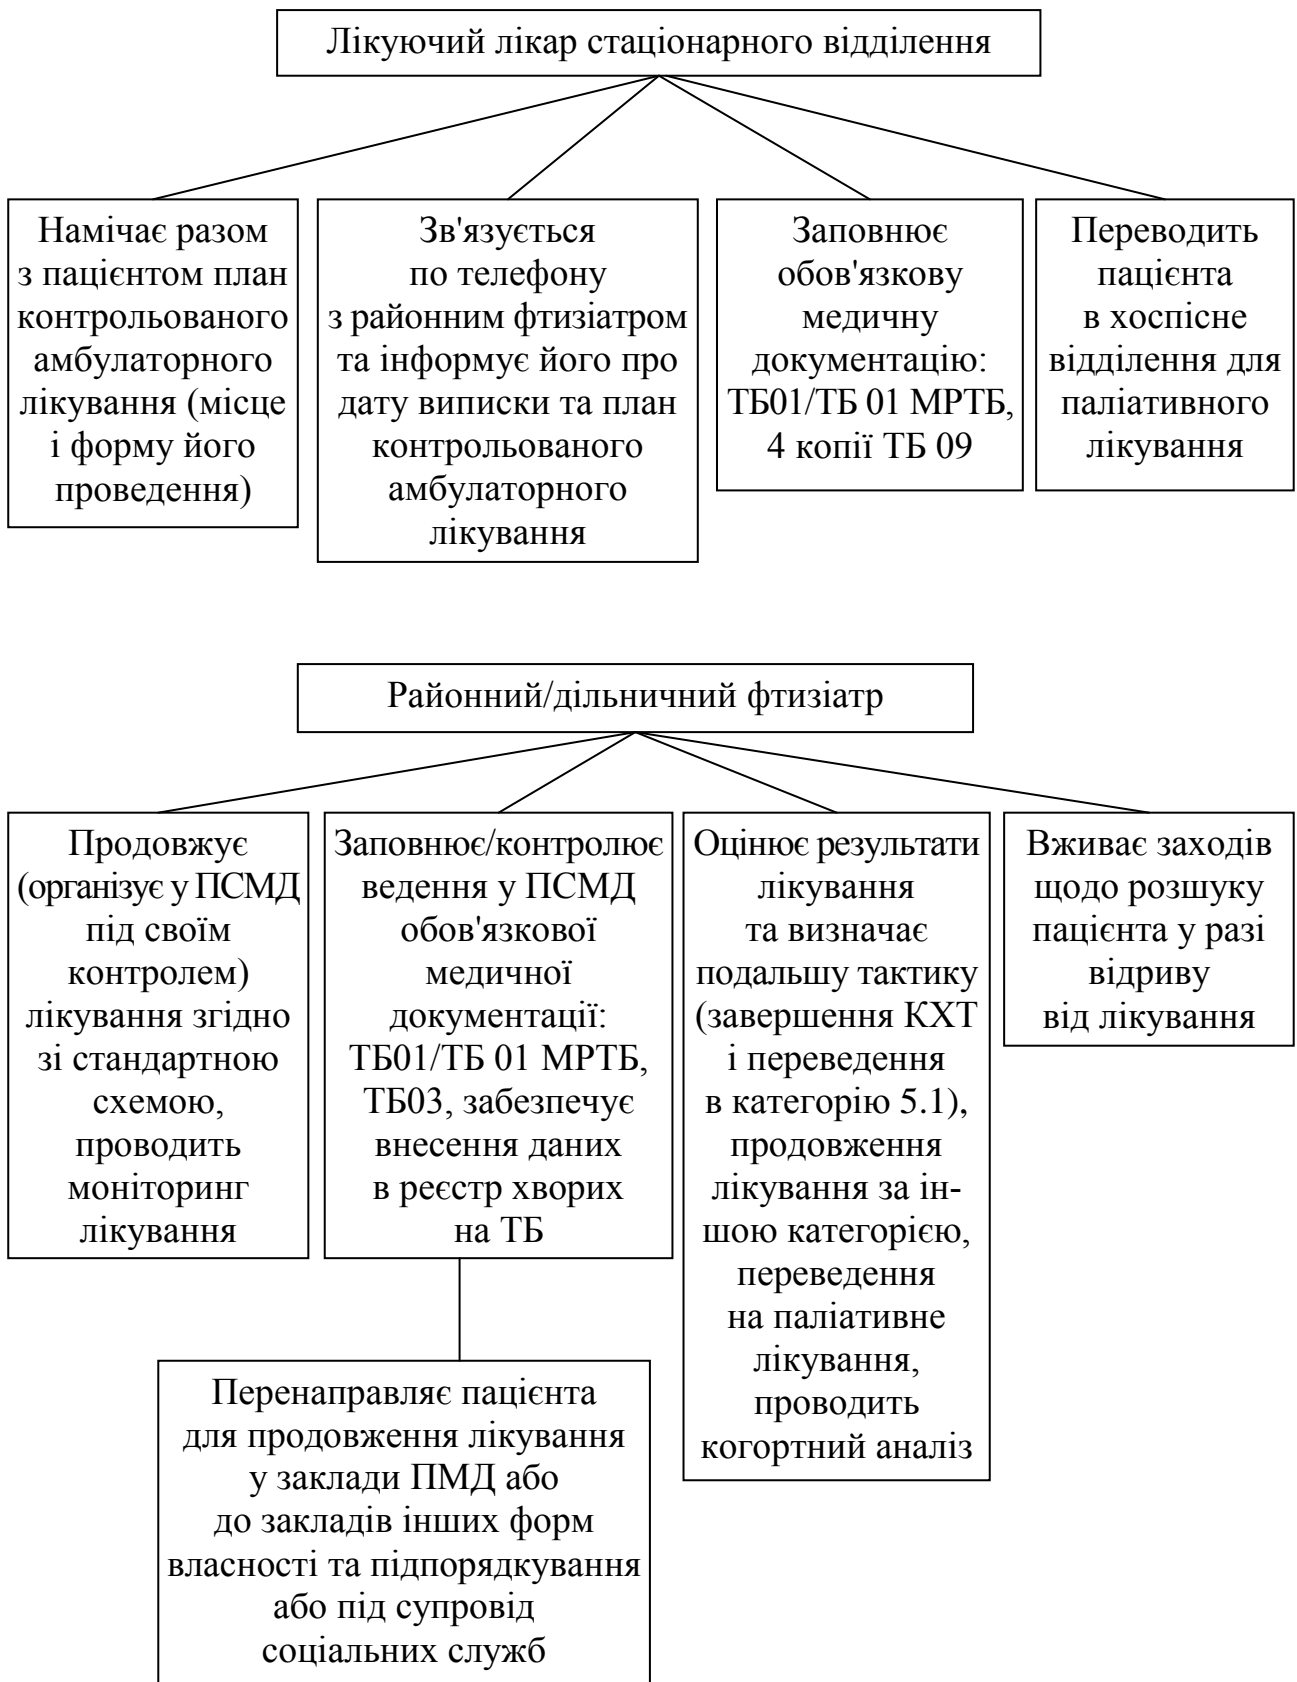 Лікуючий лікар стаціонарного відділення
Намічає разом
з пацієнтом план
контрольованого
амбулаторного
лікування (місце
і форму його
проведення)
Зв'язується
по телефону
з районним фтизіатром
та інформує його про
дату виписки та план
контрольованого
амбулаторного
лікування
Заповнює
обов'язкову
медичну
документацію:
ТБ01/ТБ 01 МРТБ,
4 копії ТБ 09
Переводить
пацієнта
в хоспісне
відділення для
паліативного
лікування
Районний/дільничний фтизіатр
Продовжує
(організує у ПСМД
під своїм
контролем)
лікування згідно
зі стандартною
схемою,
проводить
моніторинг
лікування
Заповнює/контролює
ведення у ПСМД
обов'язкової
медичної
документації:
ТБ01/ТБ 01 МРТБ,
ТБ03, забезпечує
внесення даних
в реєстр хворих
на ТБ
Оцінює результати
лікування
та визначає
подальшу тактику
(завершення КХТ
і переведення
в категорію 5.1),
продовження
лікування за ін-
шою категорією,
переведення
на паліативне
лікування,
проводить
когортний аналіз
Вживає заходів
щодо розшуку
пацієнта у разі
відриву
від лікування
Перенаправляє пацієнта
для продовження лікування
у заклади ПМД або
до закладів інших форм
власності та підпорядкування
або під супровід
соціальних служб